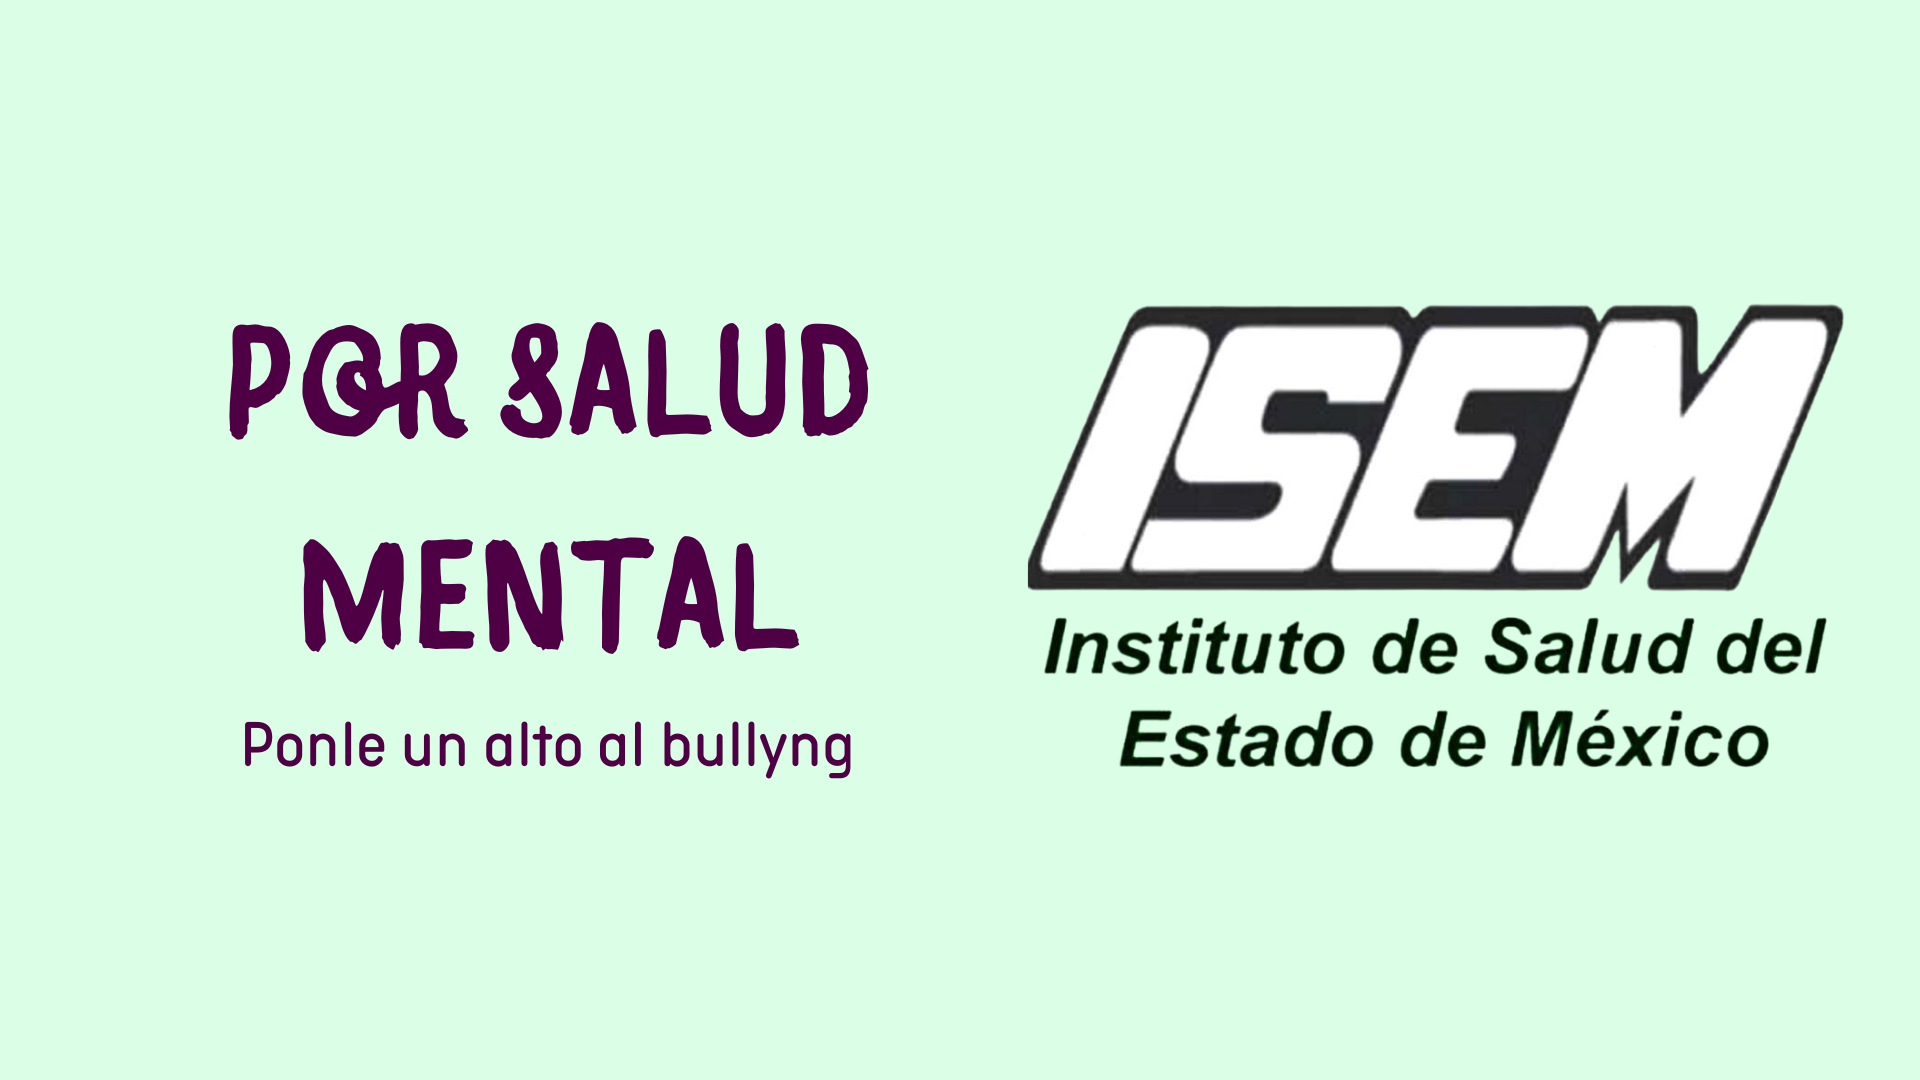 POR SALUD
MENTAL
Ponle un alto al bullyng
ISEM
Instituto de Salud del
Estado de México